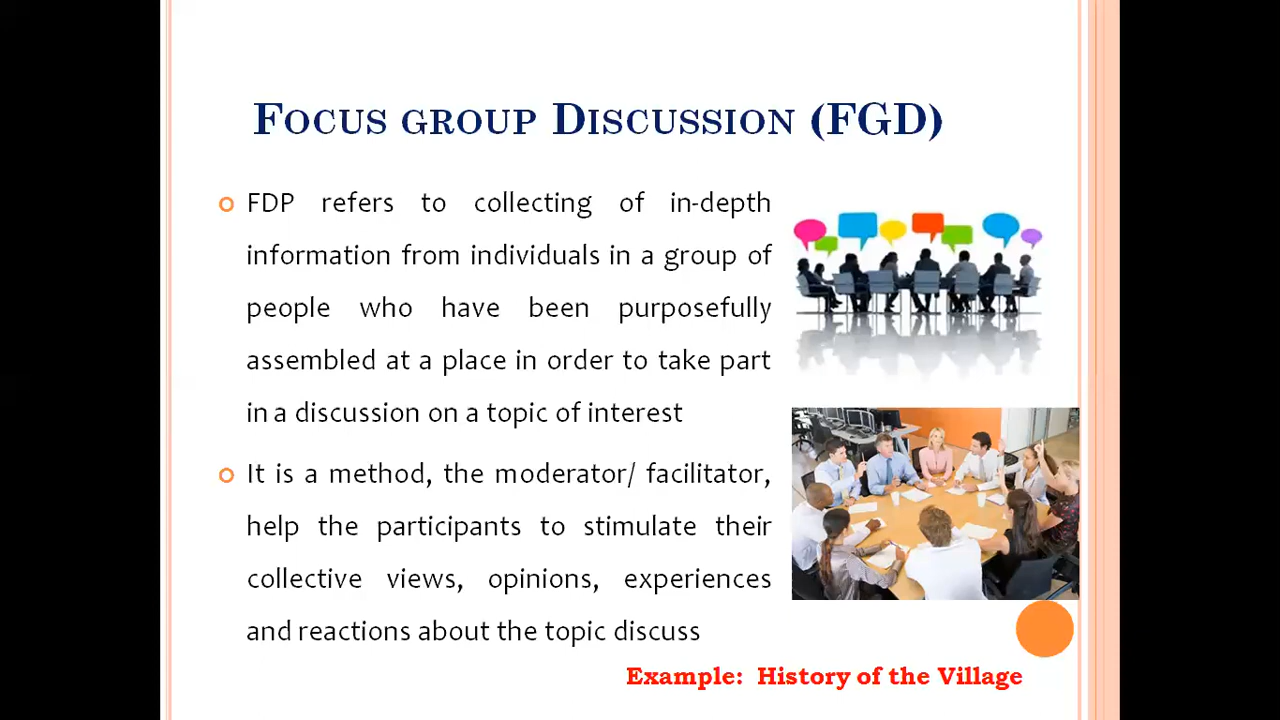 FOCUS GROUP DISCUSSION (FGD)
FDP refers to collecting of in-depth
information from individuals in a group of
people who have been purposefully
assembled at a place in order to take part
in a discussion on a topic of interest
It is a method, the moderator/ facilitator,
help the participants to stimulate their
collective views, opinions, experiences
and reactions about the topic discuss
Example: History of the Village